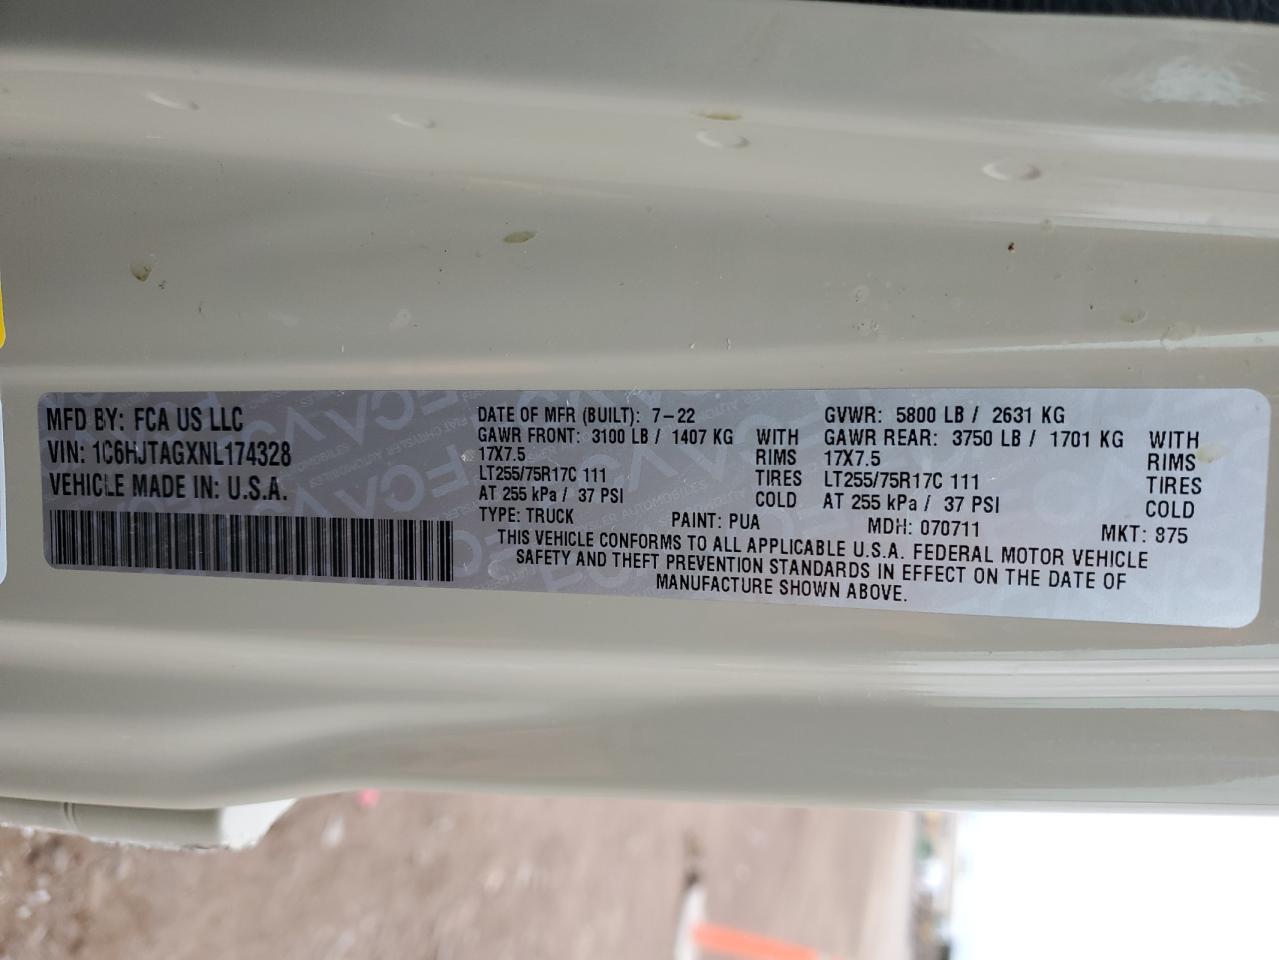 MFD BY: FCA US LLC
VIN: 1C6HJTAGXNL174328
VEHICLE MADE IN: U.S.A.
DATE OF MFR (BUILT): 7-22
GAWR FRONT: 3100 LB / 1407 KG WITH
17X7.5 RIMS
LT255/75R17C 111 TIRES
AT 255 kPa / 37 PSI COLD
GVWR: 5800 LB / 2631 KG
GAWR REAR: 3750 LB / 1701 KG WITH
17X7.5 RIMS
LT255/75R17C 111 TIRES
AT 255 kPa / 37 PSI COLD
TYPE: TRUCK PAINT: PUA MDH: 070711 MKT: 875
THIS VEHICLE CONFORMS TO ALL APPLICABLE U.S.A. FEDERAL MOTOR VEHICLE
SAFETY AND THEFT PREVENTION STANDARDS IN EFFECT ON THE DATE OF
MANUFACTURE SHOWN ABOVE.